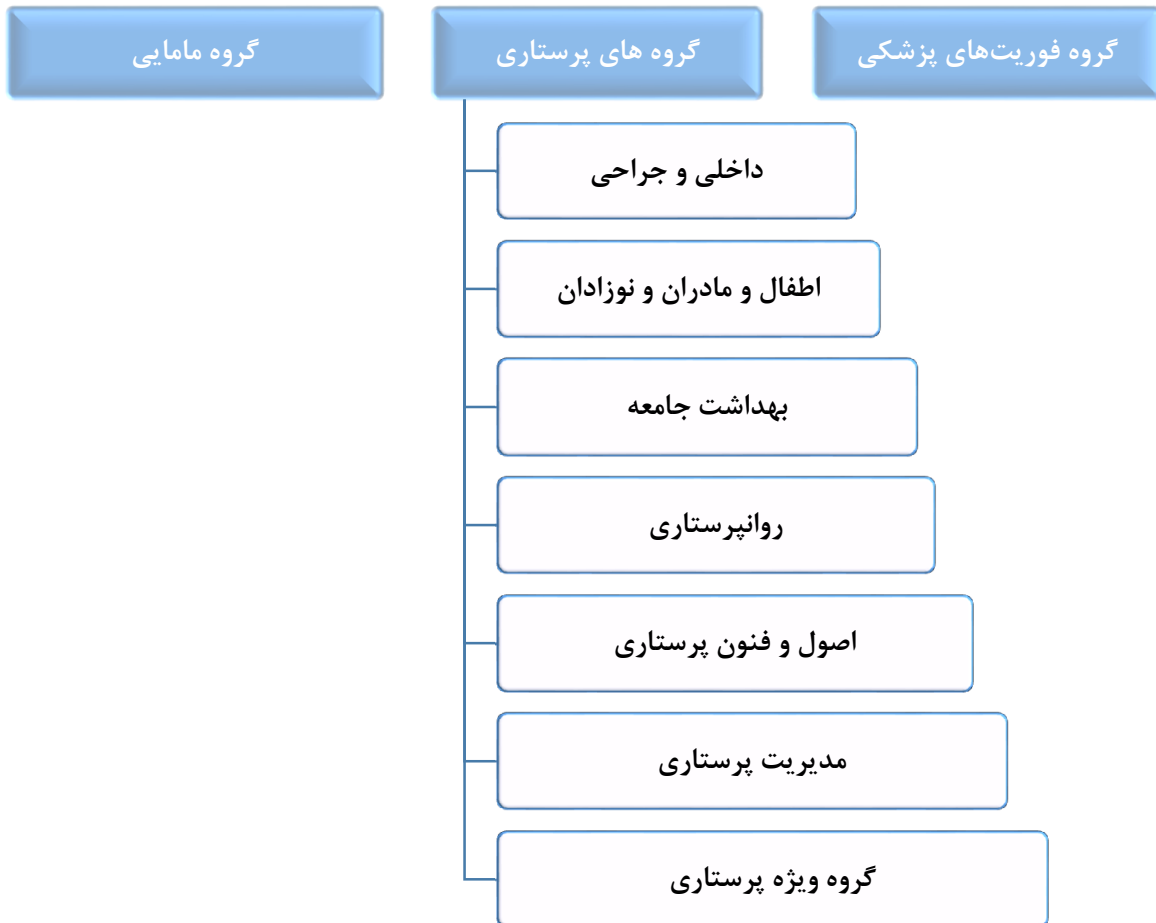 گروه فوریت‌های پزشکی
گروه های پرستاری
گروه مامایی
داخلی و جراحی
اطفال و مادران و نوزادان
بهداشت جامعه
روانپرستاری
اصول و فنون پرستاری
مدیریت پرستاری
گروه ویژه پرستاری